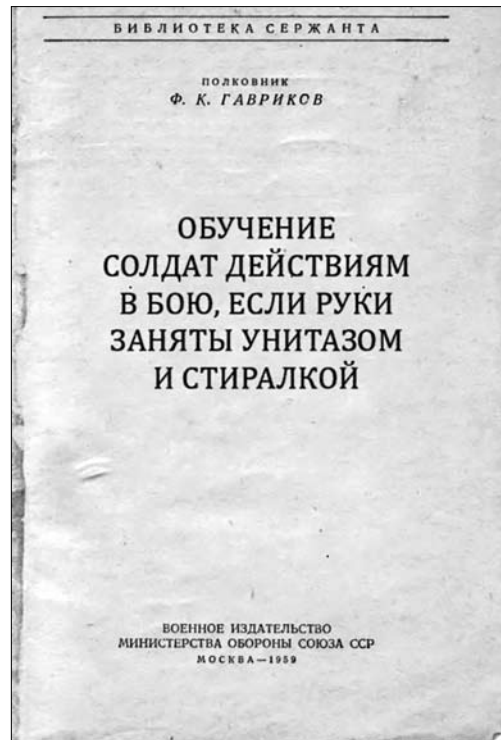 БИБЛИОТЕКА СЕРЖАНТА
ПОЛКОВНИК
Ф. К. ГАВРИКОВ
ОБУЧЕНИЕ
СОЛДАТ ДЕЙСТВИЯМ
В БОЮ, ЕСЛИ РУКИ
ЗАНЯТЫ УНИТАЗОМ
И СТИРАЛКОЙ
ВОЕННОЕ ИЗДАТЕЛЬСТВО
МИНИСТЕРСТВА ОБОРОНЫ СОЮЗА ССР
МОСКВА—1959